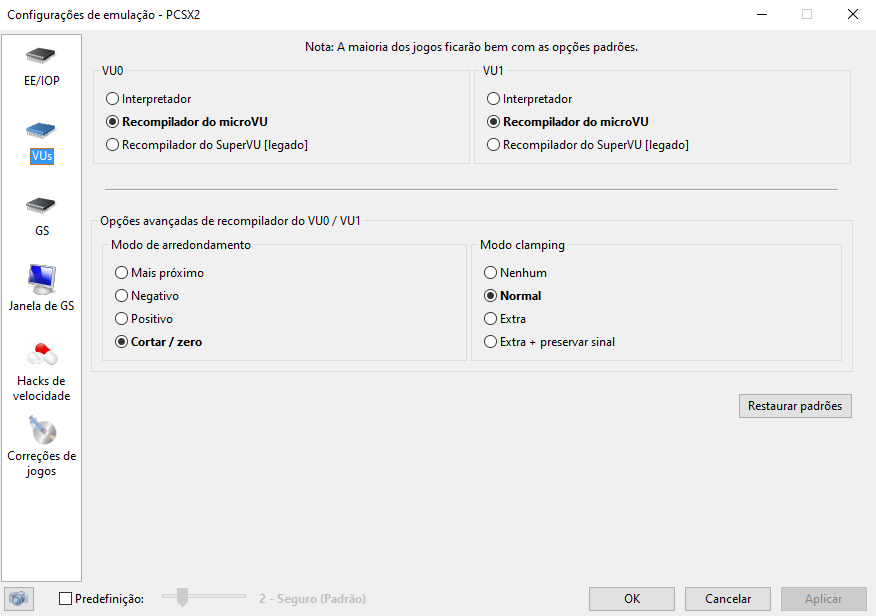 Configurações de emulação - PCSX2
EE/IOP
VUs
GS
Janela de GS
Hacks de
velocidade
Correções de
jogos
Nota: A maioria dos jogos ficarão bem com as opções padrões.
VU0
Interpretador
Recompilador do microVU
Recompilador do SuperVU [legado]
VU1
Interpretador
Recompilador do microVU
Recompilador do SuperVU [legado]
Opções avançadas de recompilador do VU0 / VU1
Modo de arredondamento
Mais próximo
Negativo
Positivo
Cortar / zero
Modo clamping
Nenhum
Normal
Extra
Extra + preservar sinal
Restaurar padrões
Predefinição:
2 - Seguro (Padrão)
OK
Cancelar
Aplicar